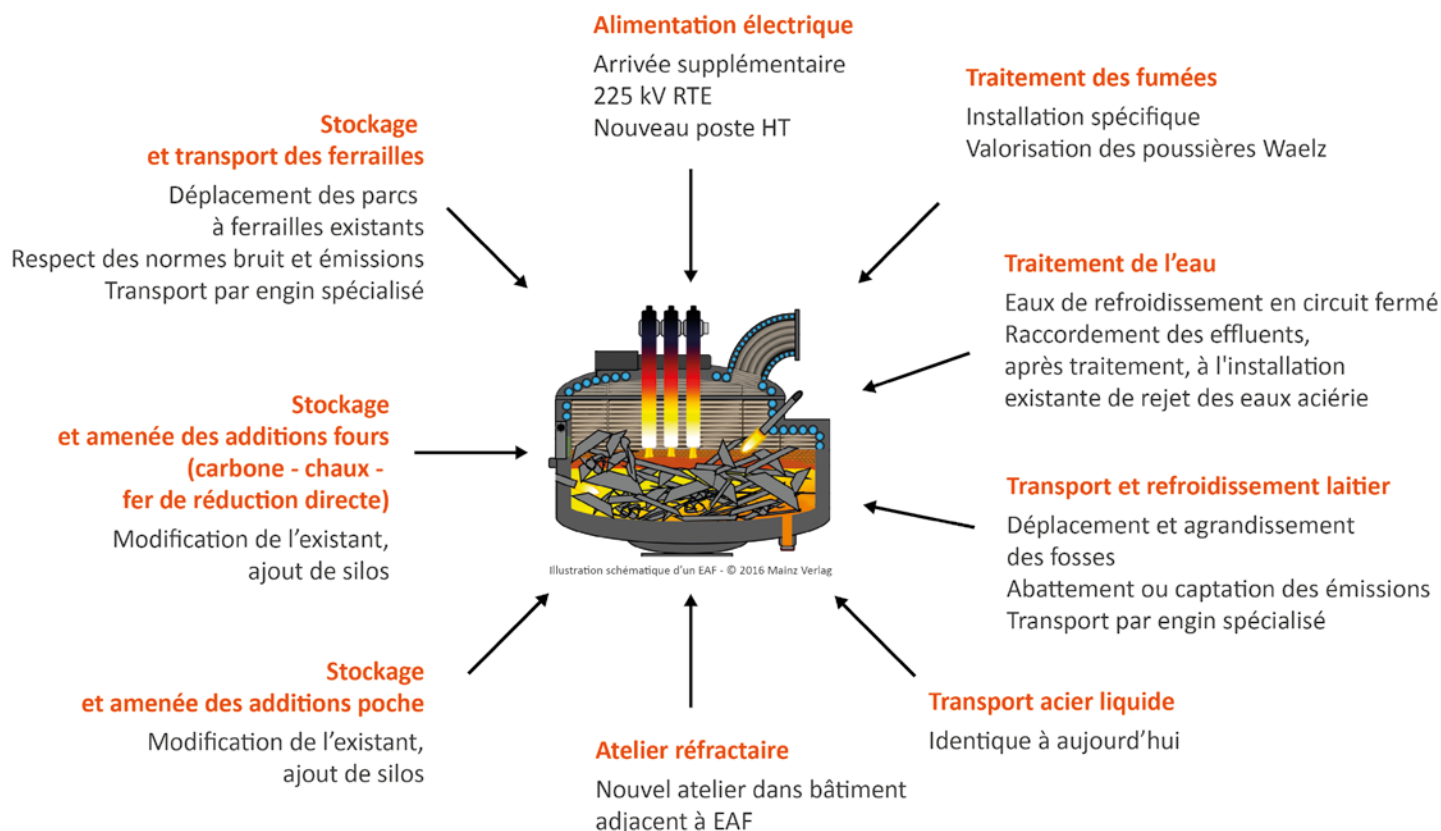 Alimentation électrique
Arrivée supplémentaire
225 kV RTE
Nouveau poste HT
Traitement des fumées
Installation spécifique
Valorisation des poussières Waelz
Stockage
et transport des ferrailles
Déplacement des parcs
à ferrailles existants
Respect des normes bruit et émissions
Transport par engin spécialisé
Traitement de l’eau
Eaux de refroidissement en circuit fermé
Raccordement des effluents,
après traitement, à l'installation
existante de rejet des eaux aciérie
Stockage
et amenée des additions fours
(carbone - chaux -
fer de réduction directe)
Modification de l’existant,
ajout de silos
Transport et refroidissement laitier
Déplacement et agrandissement
des fosses
Abattement ou captation des émissions
Transport par engin spécialisé
Illustration schématique d’un EAF - © 2016 Mainz Verlag
Stockage
et amenée des additions poche
Modification de l’existant,
ajout de silos
Atelier réfractaire
Nouvel atelier dans bâtiment
adjacent à EAF
Transport acier liquide
Identique à aujourd’hui